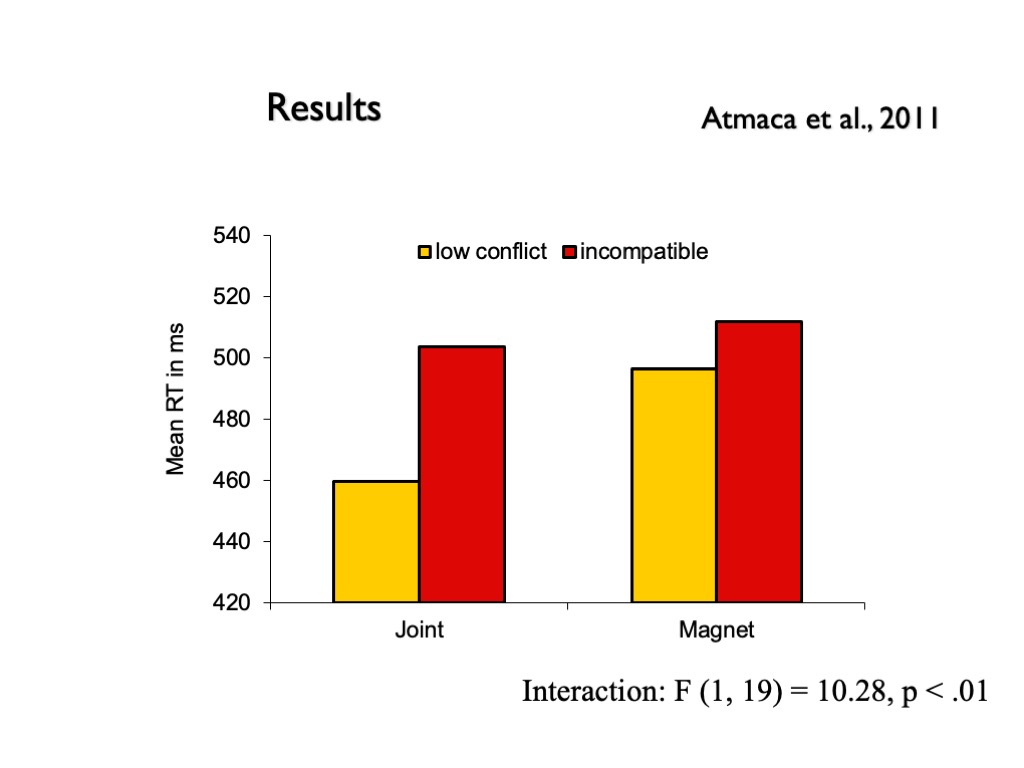 Results
Atmaca et al., 2011
540
low conflict incompatible
520
500
480
460
440
420
Mean RT in ms
Joint Magnet
Interaction: F (1, 19) = 10.28, p < .01